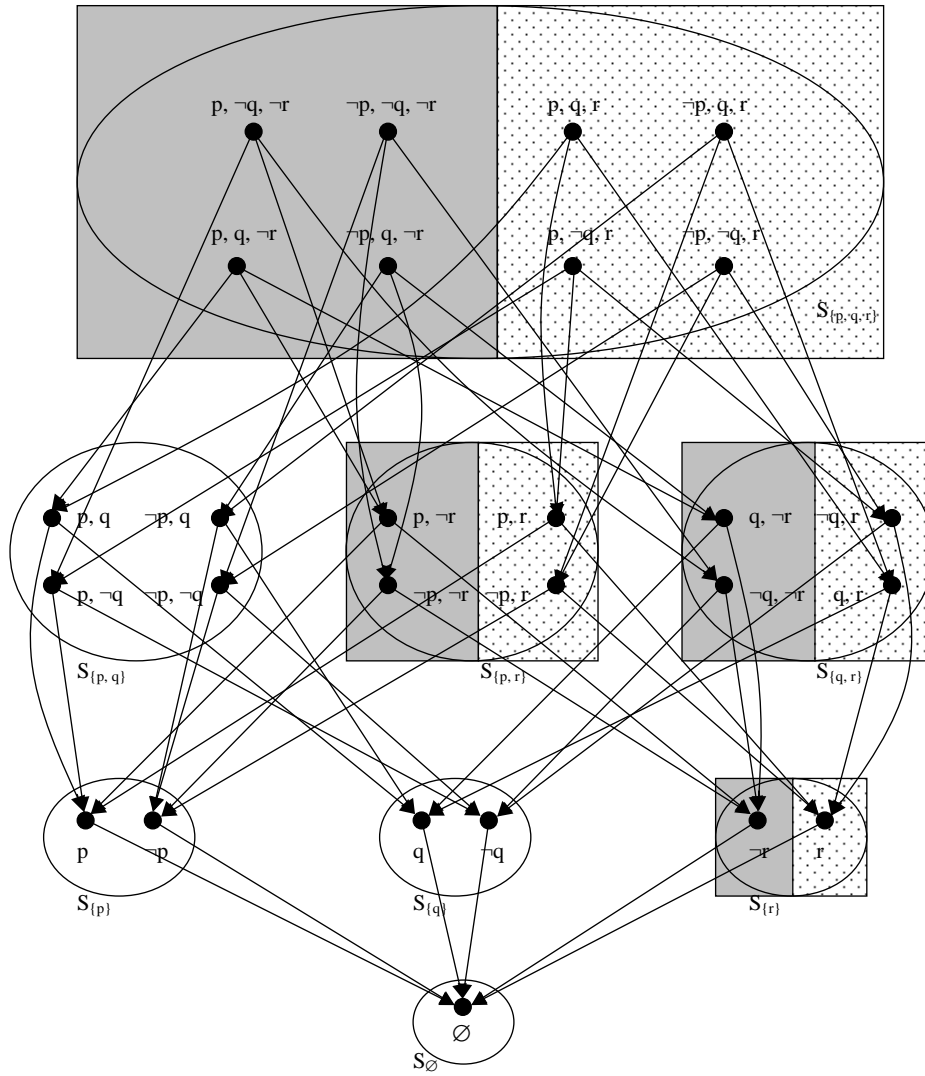 p, ¬q, ¬r ¬p, ¬q, ¬r p, q, r ¬p, q, r
p, q, ¬r ¬p, q, ¬r p, ¬q, r ¬p, ¬q, r
S{p, q, r}
p, q ¬p, q p, ¬r p, r q, ¬r ¬q, r
p, ¬q ¬p, ¬q ¬p, ¬r ¬p, r ¬q, ¬r q, r
S{p, q} S{p, r} S{q, r}
p ¬p q ¬q ¬r r
S{p} S{q} S{r}
∅
S∅